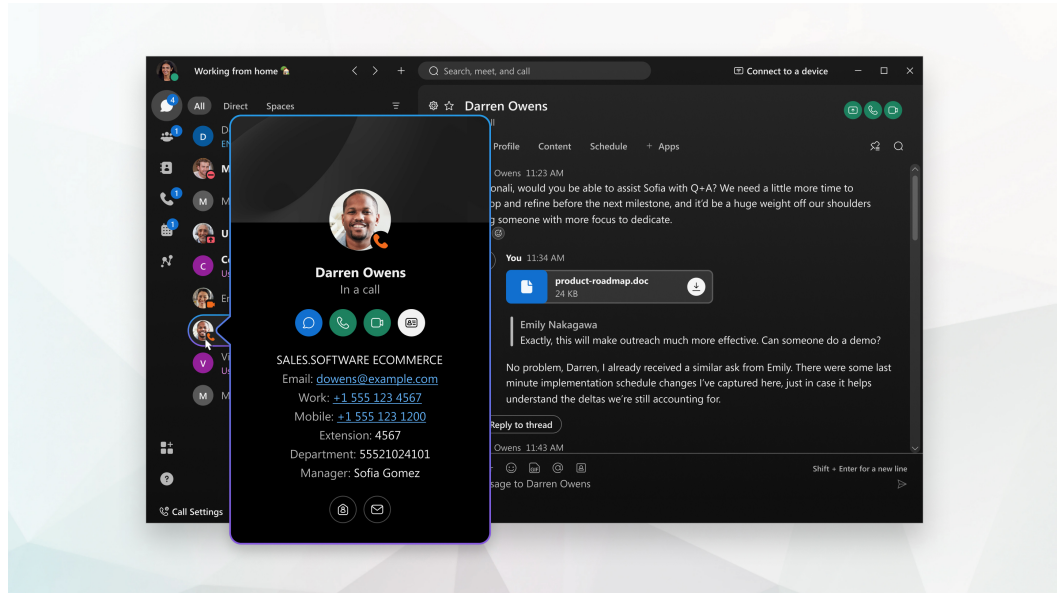 Working from home
Search, meet, and call
Connect to a device
4
All
Direct
Spaces
Darren Owens
1
D
Profile
Content
Schedule
+ Apps
M
Owens 11:23 AM
onali, would you be able to assist Sofia with Q+A? We need a little more time to
op and refine before the next milestone, and it'd be a huge weight off our shoulders
g someone with more focus to dedicate.
1
M
M
1
U
You 11:34 AM
C
Us
product-roadmap.doc
24 KB
Emily Nakagawa
Exactly, this will make outreach much more effective. Can someone do a demo?
V
Vi
Us
No problem, Darren, I already received a similar ask from Emily. There were some last
minute implementation schedule changes I've captured here, just in case it helps
understand the deltas we're still accounting for.
M
M
Reply to thread
Owens 11:43 AM
GIF
@
Shift + Enter for a new line
sage to Darren Owens
?
Call Settings
Darren Owens
In a call
SALES.SOFTWARE ECOMMERCE
Email: dowens@example.com
Work: +1 555 123 4567
Mobile: +1 555 123 1200
Extension: 4567
Department: 55521024101
Manager: Sofia Gomez